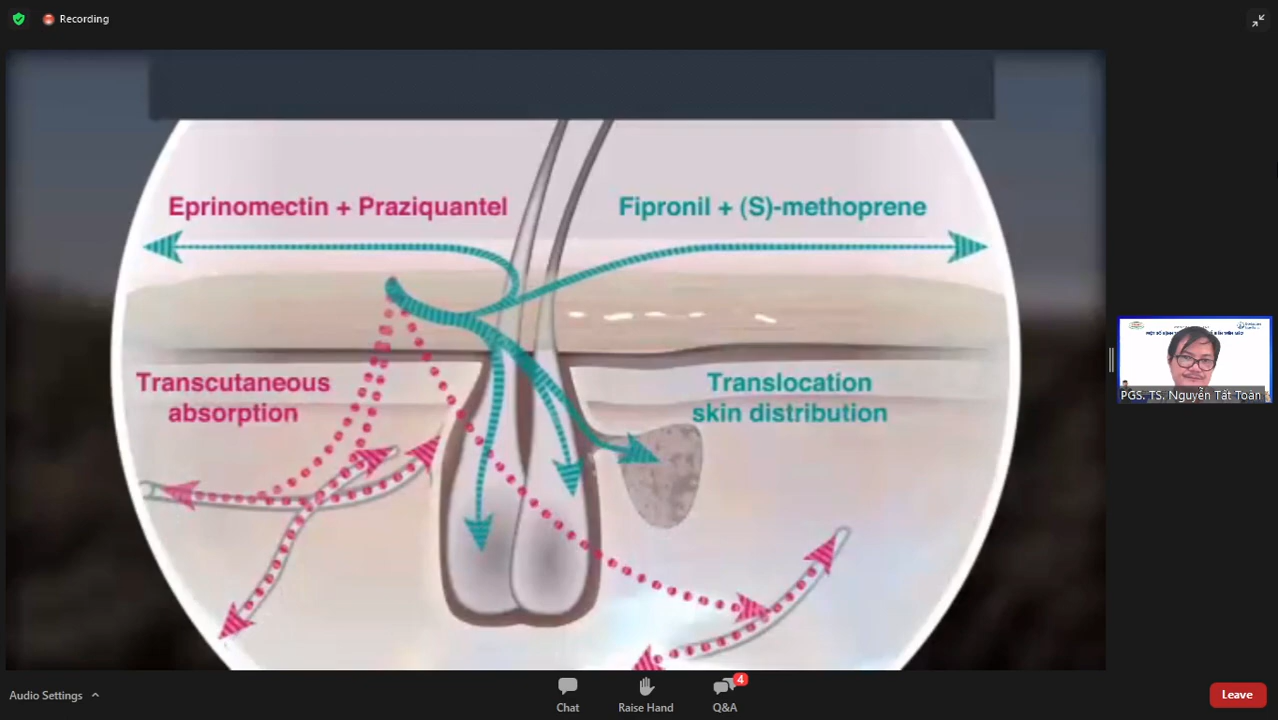 Recording
Eprinomectin + Praziquantel
Fipronil + (S)-methoprene
Transcutaneous
absorption
Translocation
skin distribution
PGS. TS. Nguyễn Tất Toàn
Audio Settings
Chat
Raise Hand
4
Q&A
Leave